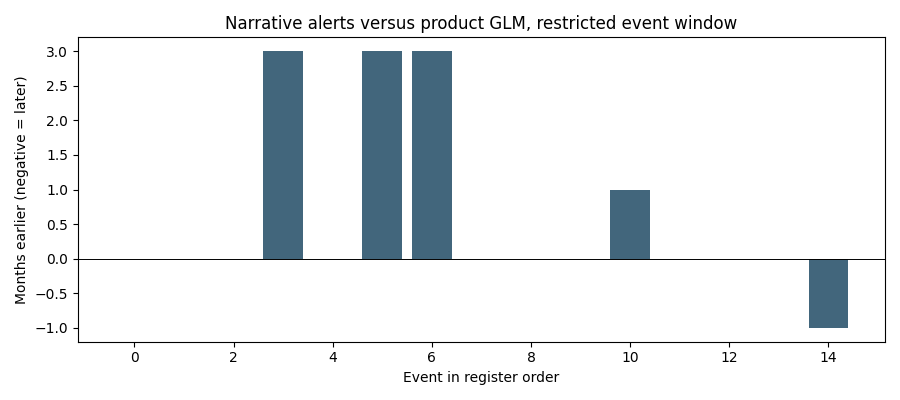 Narrative alerts versus product GLM, restricted event window
Months earlier (negative = later)
3.0
2.5
2.0
1.5
1.0
0.5
0.0
−0.5
−1.0
0 2 4 6 8 10 12 14
Event in register order